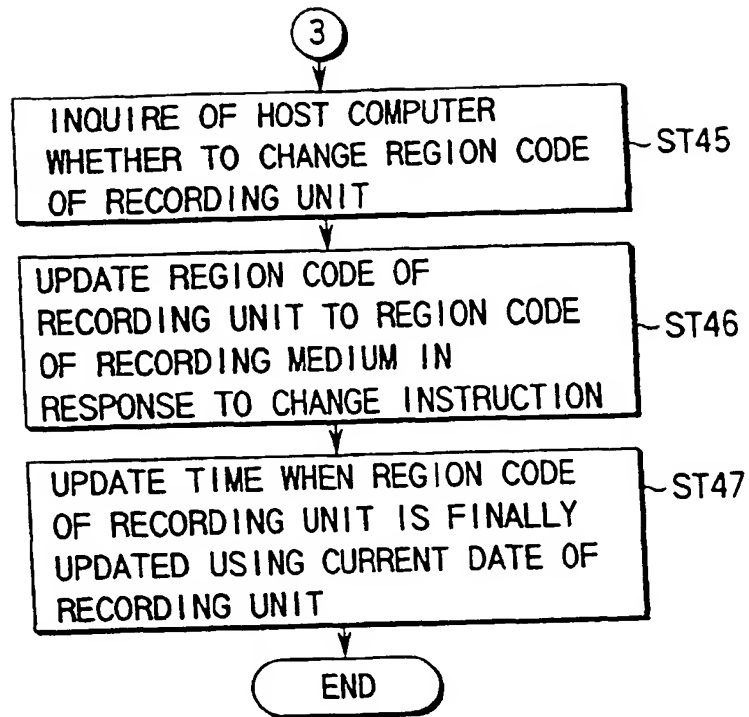 3
INQUIRE OF HOST COMPUTER
WHETHER TO CHANGE REGION CODE
OF RECORDING UNIT
ST45
UPDATE REGION CODE OF
RECORDING UNIT TO REGION CODE
OF RECORDING MEDIUM IN
RESPONSE TO CHANGE INSTRUCTION
ST46
UPDATE TIME WHEN REGION CODE
OF RECORDING UNIT IS FINALLY
UPDATED USING CURRENT DATE OF
RECORDING UNIT
ST47
END